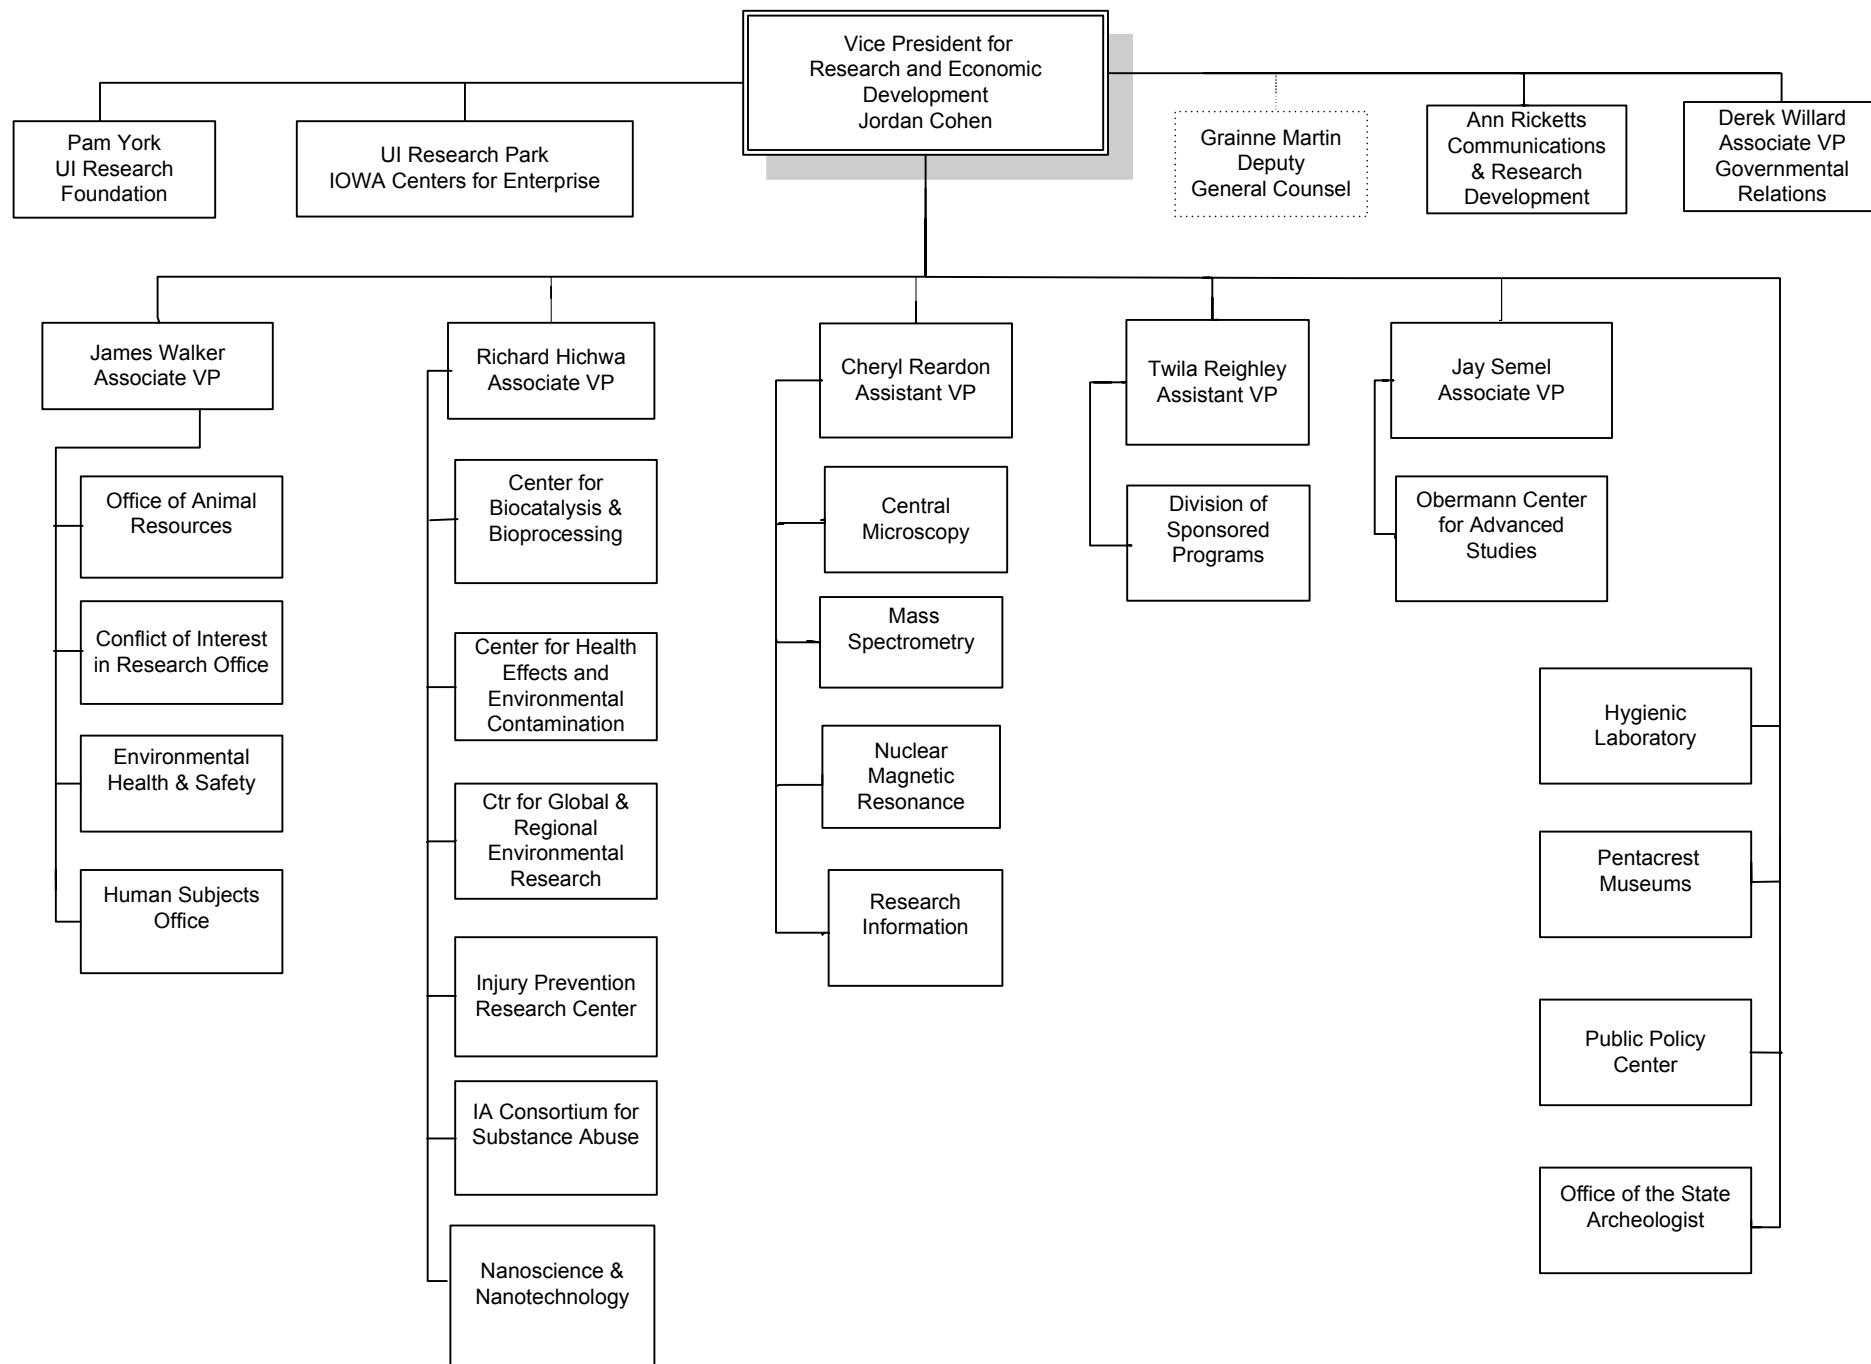 Vice President for
Research and Economic
Development
Jordan Cohen
Pam York
UI Research
Foundation
UI Research Park
IOWA Centers for Enterprise
Grainne Martin
Deputy
General Counsel
Ann Ricketts
Communications
& Research
Development
Derek Willard
Associate VP
Governmental
Relations
James Walker
Associate VP
Office of Animal
Resources
Conflict of Interest
in Research Office
Environmental
Health & Safety
Human Subjects
Office
Richard Hichwa
Associate VP
Center for
Biocatalysis &
Bioprocessing
Center for Health
Effects and
Environmental
Contamination
Ctr for Global &
Regional
Environmental
Research
Injury Prevention
Research Center
IA Consortium for
Substance Abuse
Nanoscience &
Nanotechnology
Cheryl Reardon
Assistant VP
Central
Microscopy
Mass
Spectrometry
Nuclear
Magnetic
Resonance
Research
Information
Twila Reighley
Assistant VP
Division of
Sponsored
Programs
Jay Semel
Associate VP
Obermann Center
for Advanced
Studies
Hygienic
Laboratory
Pentacrest
Museums
Public Policy
Center
Office of the State
Archeologist